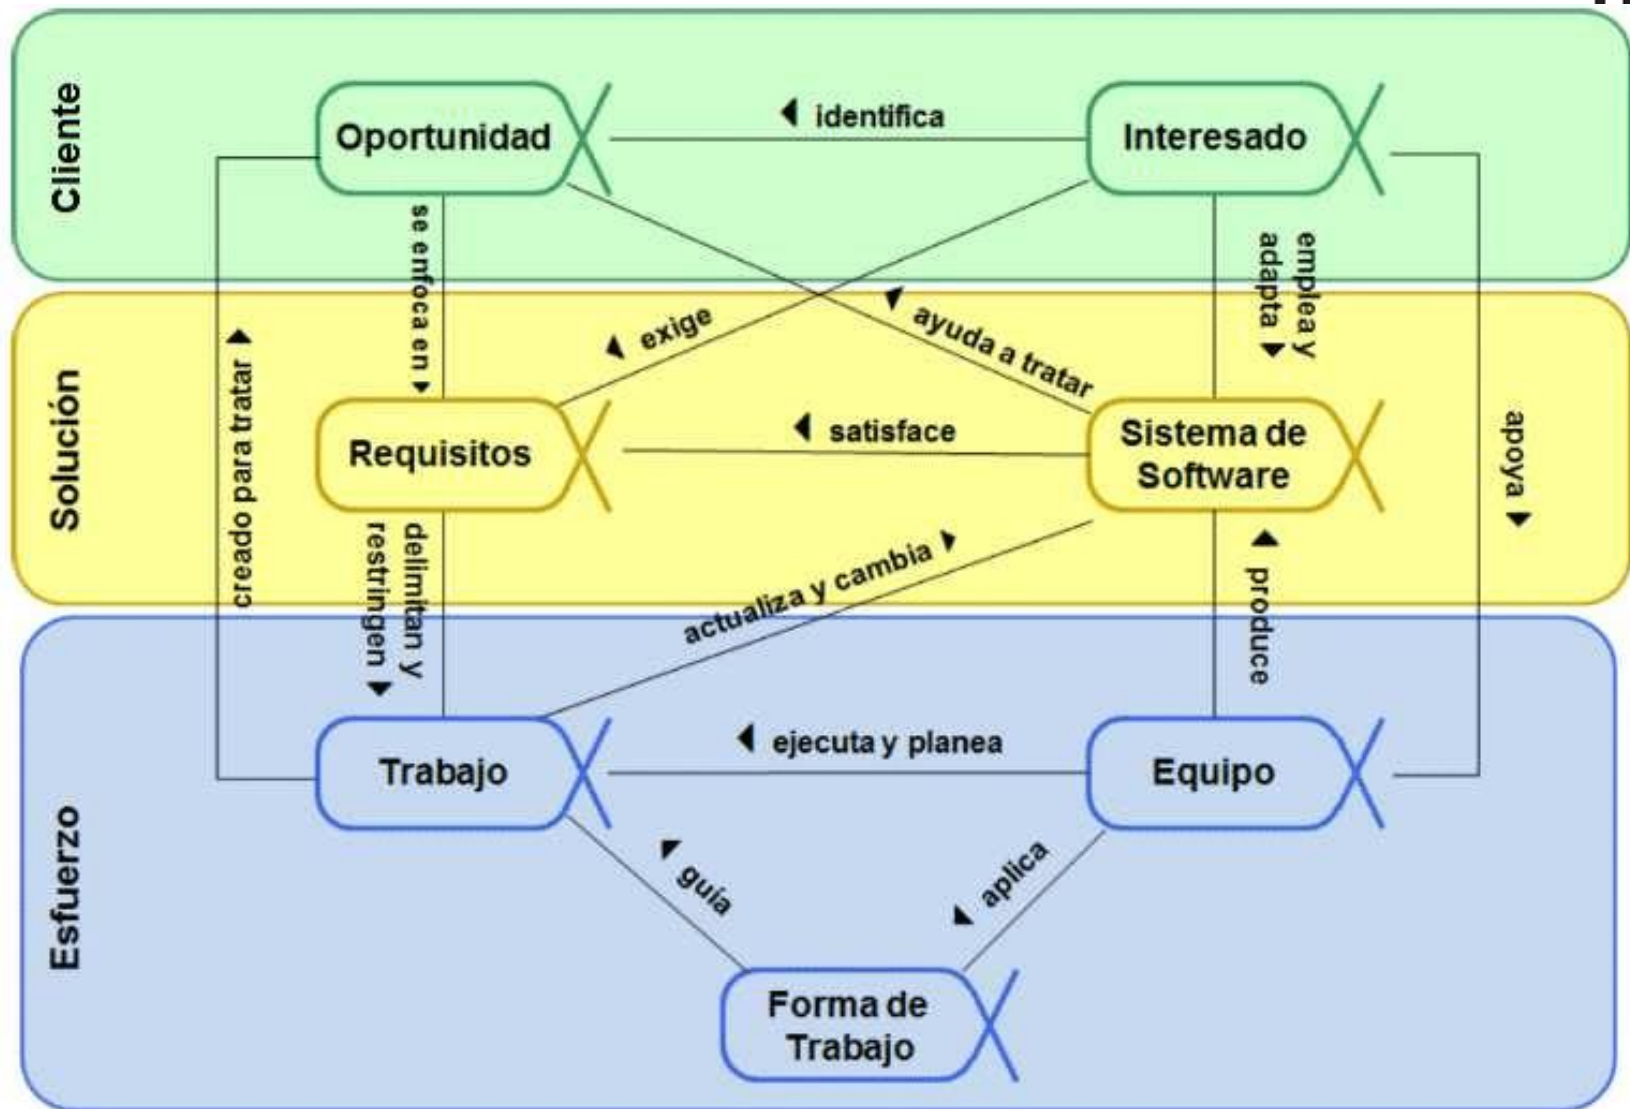 Cliente
Oportunidad
identifica
Interesado
se enfoca en
emplea y
adapta
Solución
creado para tratar
exige
ayuda a tratar
Requisitos
satisface
Sistema de
Software
apoya
delimitan y
restringen
actualiza y cambia
produce
Esfuerzo
Trabajo
ejecuta y planea
Equipo
guía
aplica
Forma de
Trabajo